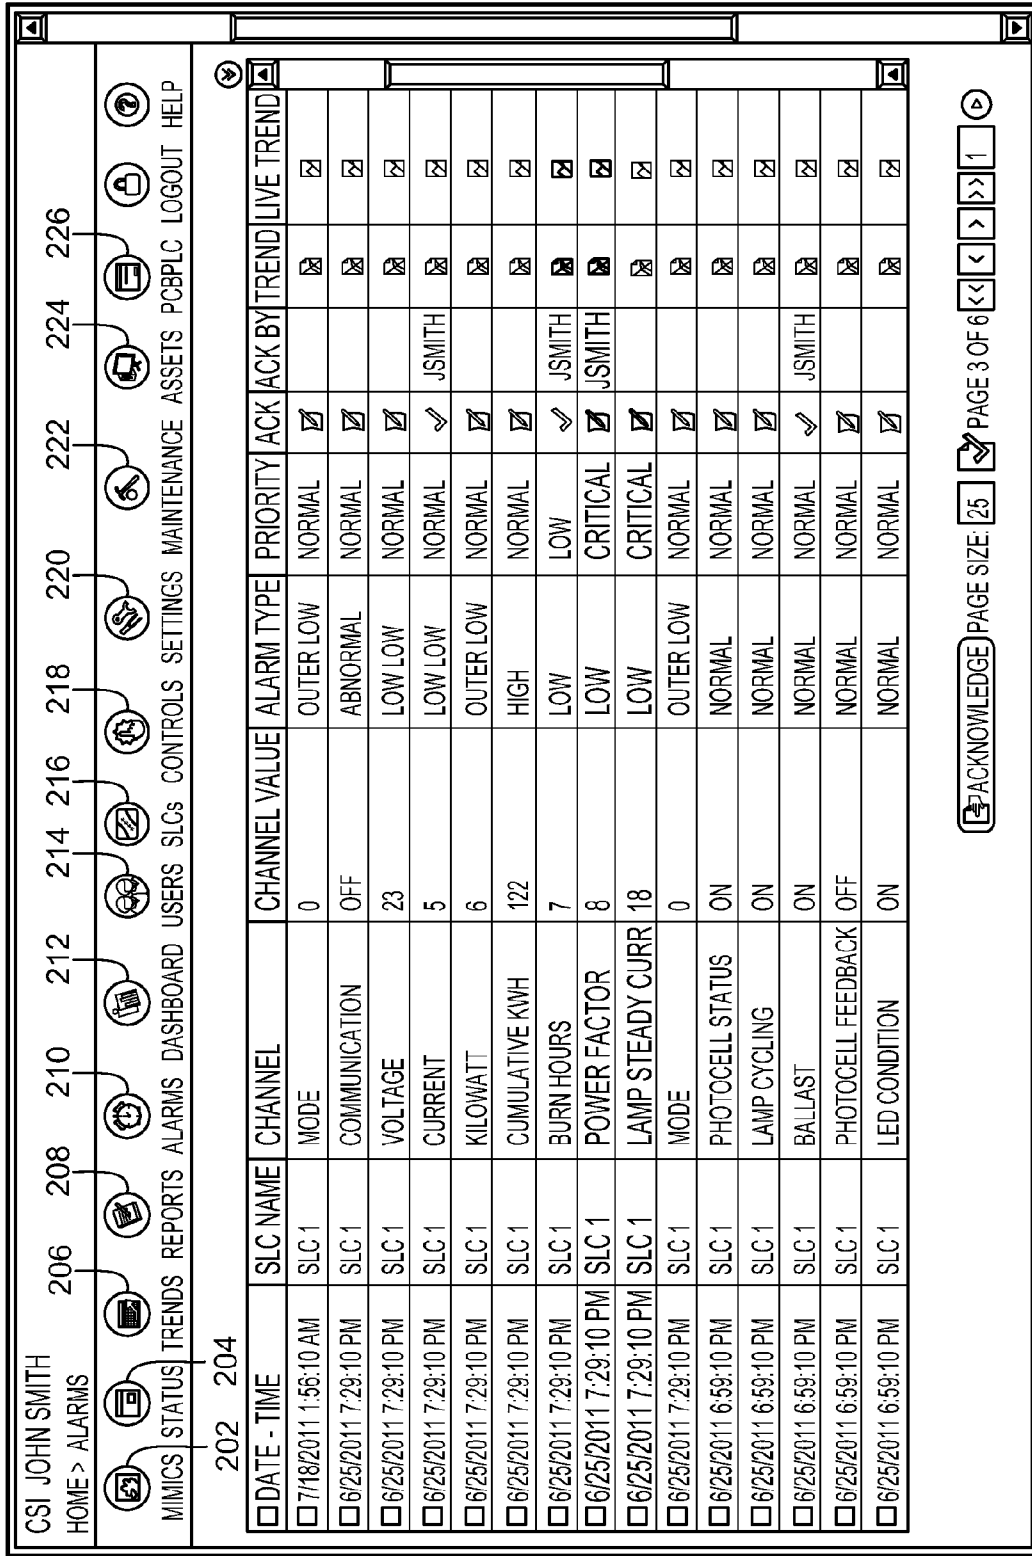 CSI JOHN SMITH
HOME > ALARMS
202 204 206 208 210 212 214 216 218 220 222 224 226
MIMICS STATUS TRENDS REPORTS ALARMS DASHBOARD USERS SLCs CONTROLS SETTINGS MAINTENANCE ASSETS PCBPLC LOGOUT HELP
DATE - TIME SLC NAME CHANNEL CHANNEL VALUE ALARM TYPE PRIORITY ACK ACK BY TREND LIVE TREND
7/18/2011 1:56:10 AM SLC 1 MODE 0 OUTER LOW NORMAL
6/25/2011 7:29:10 PM SLC 1 COMMUNICATION OFF ABNORMAL NORMAL
6/25/2011 7:29:10 PM SLC 1 VOLTAGE 23 LOW LOW NORMAL
6/25/2011 7:29:10 PM SLC 1 CURRENT 5 LOW LOW NORMAL JSMITH
6/25/2011 7:29:10 PM SLC 1 KILOWATT 6 OUTER LOW NORMAL
6/25/2011 7:29:10 PM SLC 1 CUMULATIVE KWH 122 HIGH NORMAL
6/25/2011 7:29:10 PM SLC 1 BURN HOURS 7 LOW LOW JSMITH
6/25/2011 7:29:10 PM SLC 1 POWER FACTOR 8 LOW CRITICAL JSMITH
6/25/2011 7:29:10 PM SLC 1 LAMP STEADY CURR 18 LOW CRITICAL
6/25/2011 7:29:10 PM SLC 1 MODE 0 OUTER LOW NORMAL
6/25/2011 6:59:10 PM SLC 1 PHOTOCELL STATUS ON NORMAL NORMAL
6/25/2011 6:59:10 PM SLC 1 LAMP CYCLING ON NORMAL NORMAL
6/25/2011 6:59:10 PM SLC 1 BALLAST ON NORMAL NORMAL JSMITH
6/25/2011 6:59:10 PM SLC 1 PHOTOCELL FEEDBACK OFF NORMAL NORMAL
6/25/2011 6:59:10 PM SLC 1 LED CONDITION ON NORMAL NORMAL
ACKNOWLEDGE PAGE SIZE: 25 PAGE 3 OF 6 << < > >> 1